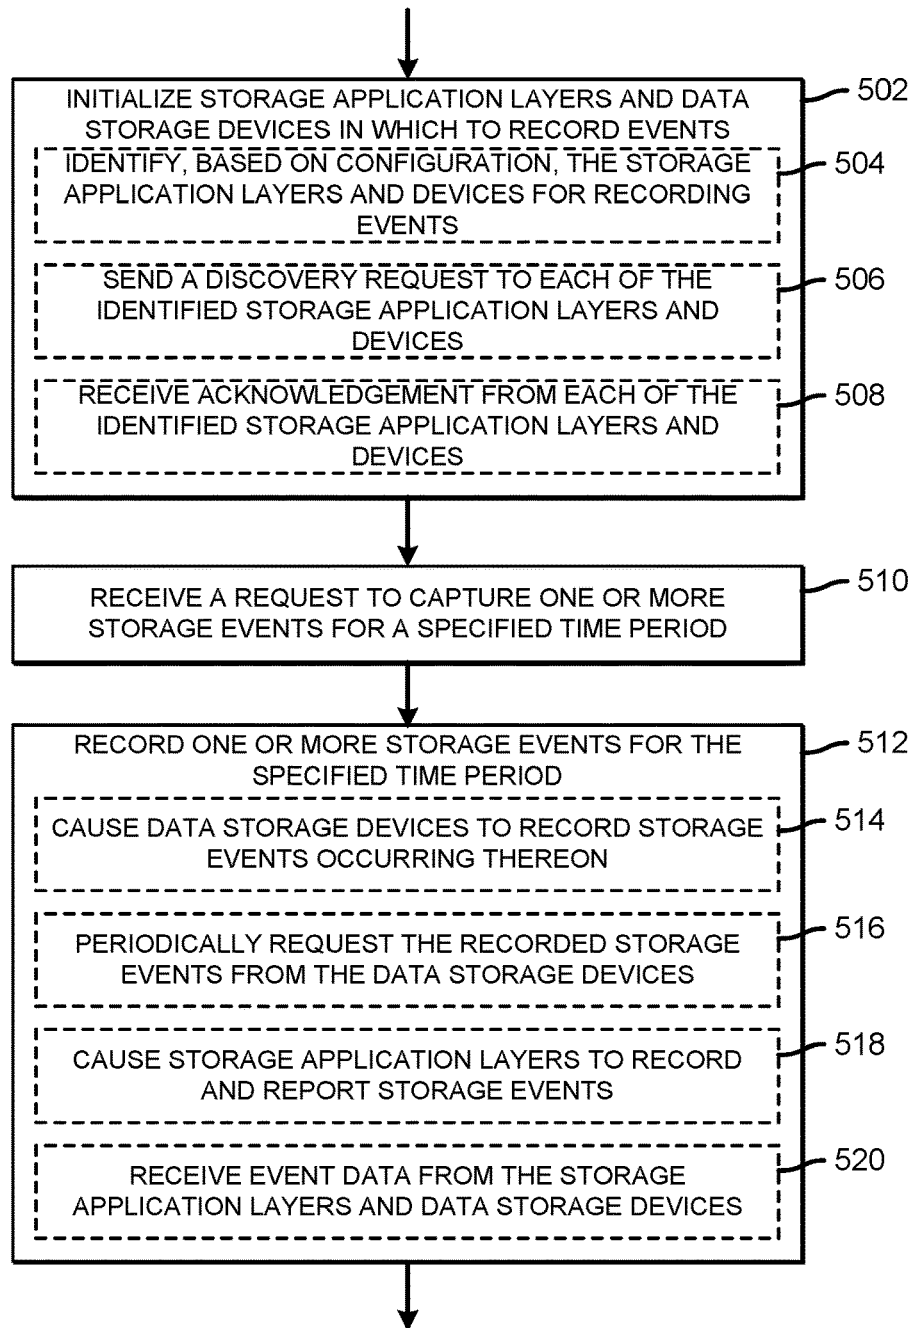 INITIALIZE STORAGE APPLICATION LAYERS AND DATA
STORAGE DEVICES IN WHICH TO RECORD EVENTS
502
IDENTIFY, BASED ON CONFIGURATION, THE STORAGE
APPLICATION LAYERS AND DEVICES FOR RECORDING
EVENTS
504
SEND A DISCOVERY REQUEST TO EACH OF THE
IDENTIFIED STORAGE APPLICATION LAYERS AND
DEVICES
506
RECEIVE ACKNOWLEDGEMENT FROM EACH OF THE
IDENTIFIED STORAGE APPLICATION LAYERS AND
DEVICES
508
RECEIVE A REQUEST TO CAPTURE ONE OR MORE
STORAGE EVENTS FOR A SPECIFIED TIME PERIOD
510
RECORD ONE OR MORE STORAGE EVENTS FOR THE
SPECIFIED TIME PERIOD
512
CAUSE DATA STORAGE DEVICES TO RECORD STORAGE
EVENTS OCCURRING THEREON
514
PERIODICALLY REQUEST THE RECORDED STORAGE
EVENTS FROM THE DATA STORAGE DEVICES
516
CAUSE STORAGE APPLICATION LAYERS TO RECORD
AND REPORT STORAGE EVENTS
518
RECEIVE EVENT DATA FROM THE STORAGE
APPLICATION LAYERS AND DATA STORAGE DEVICES
520